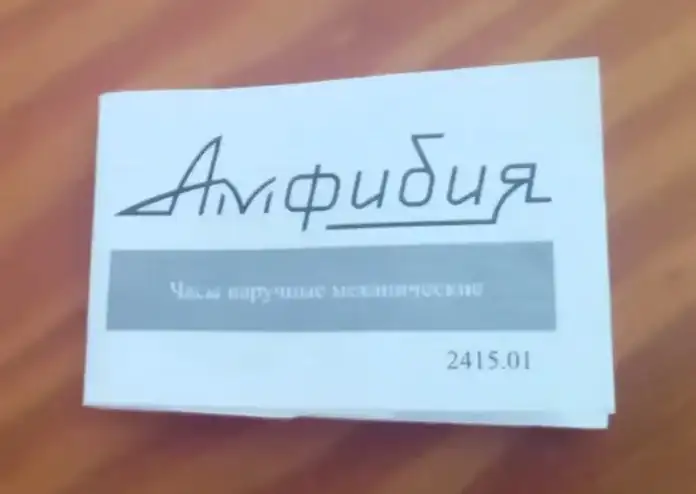 Амфибия
Часы наручные механические
2415.01